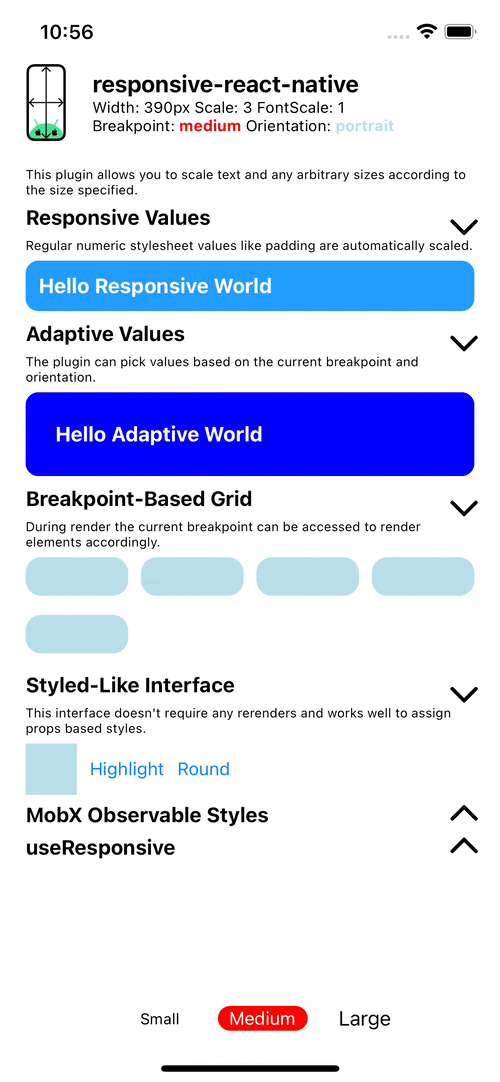 10:56
responsive-react-native
Width: 390px Scale: 3 FontScale: 1
Breakpoint: medium Orientation: portrait
This plugin allows you to scale text and any arbitrary sizes according to
the size specified.
Responsive Values
Regular numeric stylesheet values like padding are automatically scaled.
Hello Responsive World
Adaptive Values
The plugin can pick values based on the current breakpoint and
orientation.
Hello Adaptive World
Breakpoint-Based Grid
During render the current breakpoint can be accessed to render
elements accordingly.
Styled-Like Interface
This interface doesn't require any rerenders and works well to assign
props based styles.
Highlight Round
MobX Observable Styles
useResponsive
Small Medium Large